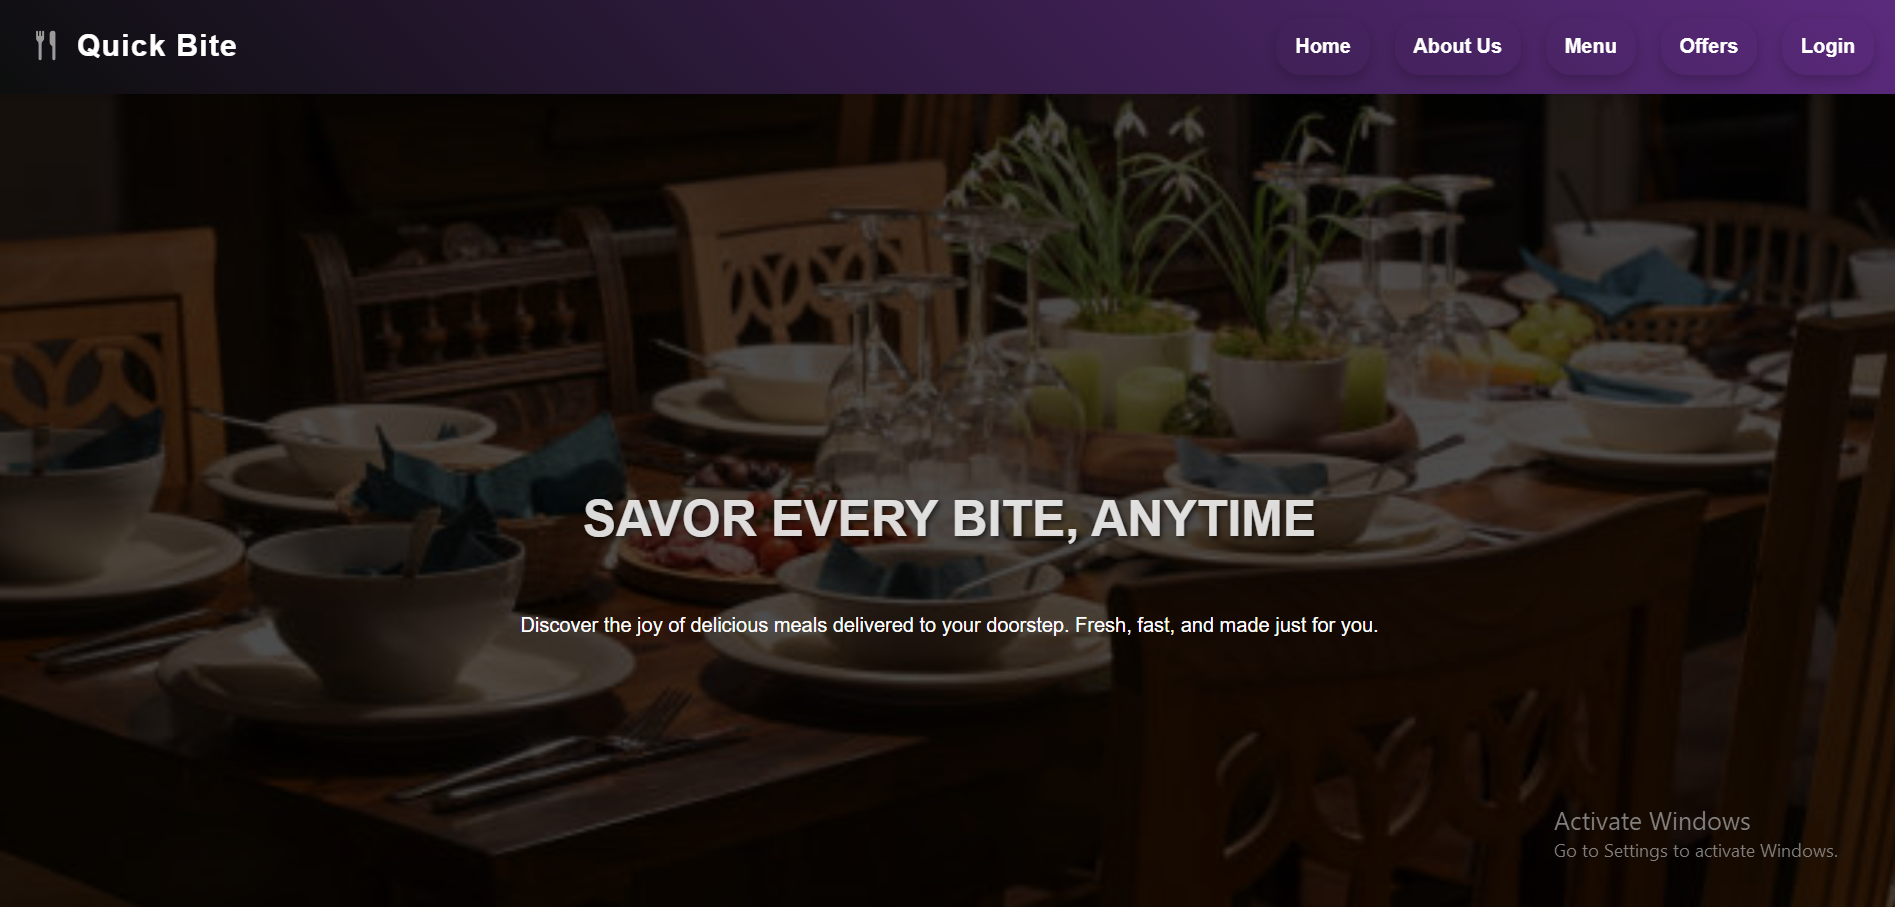 Quick Bite
Home
About Us
Menu
Offers
Login
SAVOR EVERY BITE, ANYTIME
Discover the joy of delicious meals delivered to your doorstep. Fresh, fast, and made just for you.
Activate Windows
Go to Settings to activate Windows.